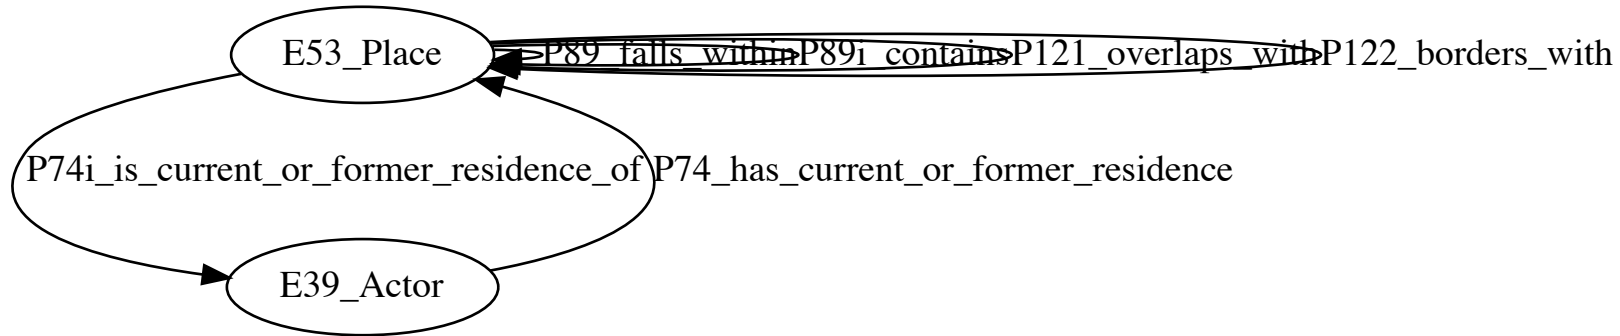 E53_Place
P89_falls_within
P89i_contains
P121_overlaps_with
P122_borders_with
P74i_is_current_or_former_residence_of
P74_has_current_or_former_residence
E39_Actor